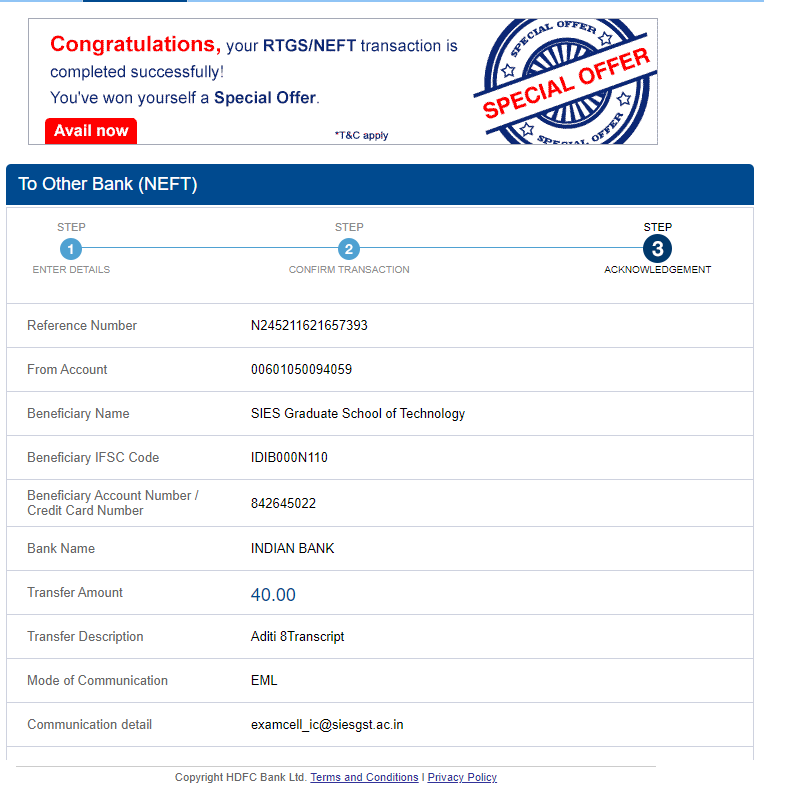 Congratulations, your RTGS/NEFT transaction is
completed successfully!
You've won yourself a Special Offer.
Avail now
*T&C apply
SPECIAL OFFER
SPECIAL OFFER
SPECIAL OFFER
To Other Bank (NEFT)
STEP STEP STEP
1 2 3
ENTER DETAILS CONFIRM TRANSACTION ACKNOWLEDGEMENT
Reference Number N245211621657393
From Account 00601050094059
Beneficiary Name SIES Graduate School of Technology
Beneficiary IFSC Code IDIB000N110
Beneficiary Account Number /
Credit Card Number 842645022
Bank Name INDIAN BANK
Transfer Amount 40.00
Transfer Description Aditi 8Transcript
Mode of Communication EML
Communication detail examcell_ic@siesgst.ac.in
Copyright HDFC Bank Ltd. Terms and Conditions | Privacy Policy